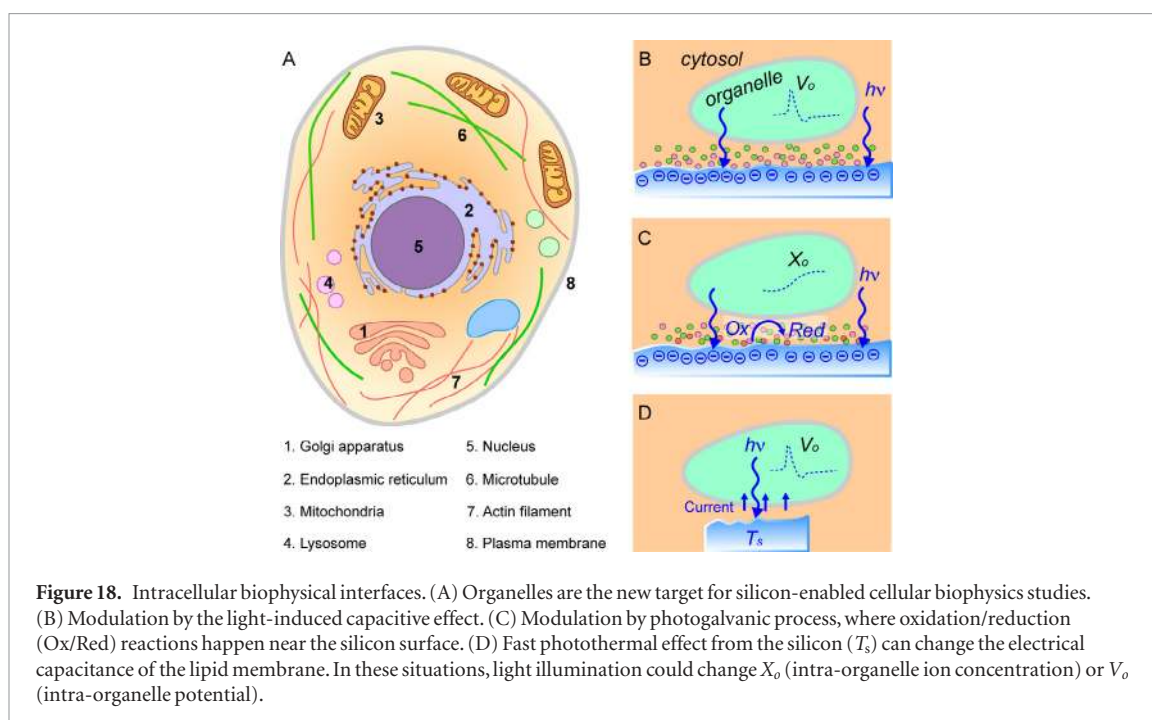 A
3
6
2
5
4
8
1
7
1. Golgi apparatus
2. Endoplasmic reticulum
3. Mitochondria
4. Lysosome
5. Nucleus
6. Microtubule
7. Actin filament
8. Plasma membrane
B
cytosol
organelle
Vo
hν
C
Xo
hν
Ox
Red
D
hν
Vo
Current
Ts
Figure 18. Intracellular biophysical interfaces. (A) Organelles are the new target for silicon-enabled cellular biophysics studies.
(B) Modulation by the light-induced capacitive effect. (C) Modulation by photogalvanic process, where oxidation/reduction
(Ox/Red) reactions happen near the silicon surface. (D) Fast photothermal effect from the silicon (Ts) can change the electrical
capacitance of the lipid membrane. In these situations, light illumination could change Xo (intra-organelle ion concentration) or Vo
(intra-organelle potential).